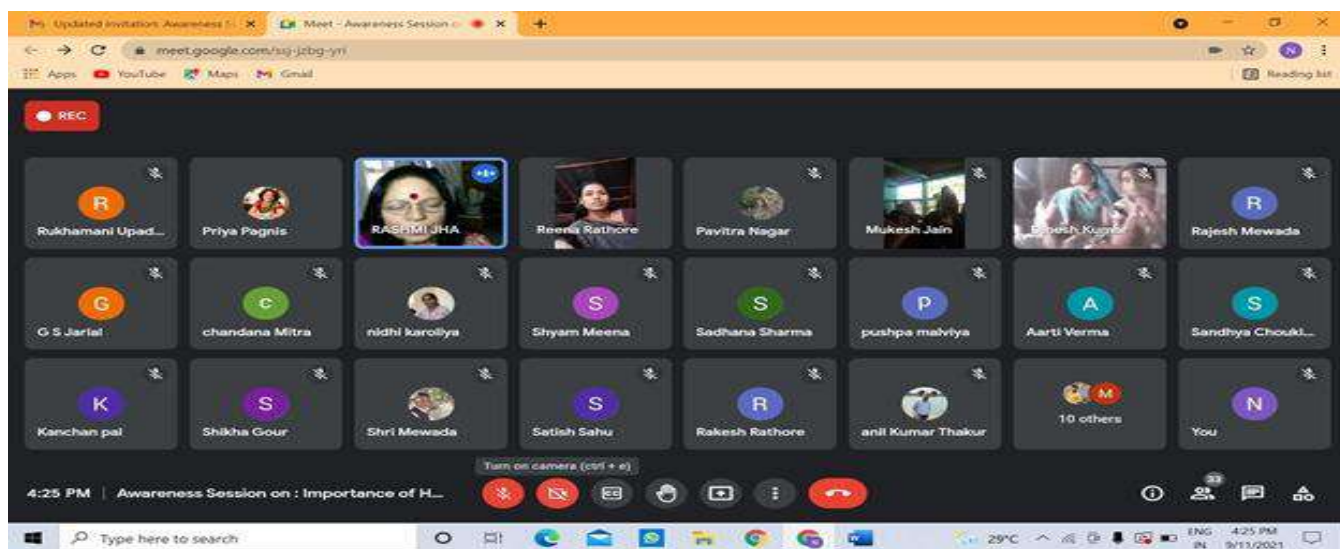 Updated invitation: Awareness S
Meet - Awareness Session o
meet.google.com/
N
Apps YouTube Maps Gmail
Reading list
REC
R
Rukhamani Upad...
Priya Pagnis
RASHMI JHA
Reena Rathore
Pavitra Nagar
Mukesh Jain
R
Rajesh Mewada
G
G S Jarial
c
chandana Mitra
nidhi karoliya
S
Shyam Meena
S
Sadhana Sharma
p
pushpa malviya
A
Aarti Verma
S
Sandhya Choukl...
K
Kanchan pal
S
Shikha Gour
Shri Mewada
S
Satish Sahu
R
Rakesh Rathore
anil Kumar Thakur
M
10 others
N
You
Turn on camera (ctrl + e)
4:25 PM | Awareness Session on : Importance of H...
33
Type here to search
29°C
ENG
IN
4:25 PM
9/11/2021